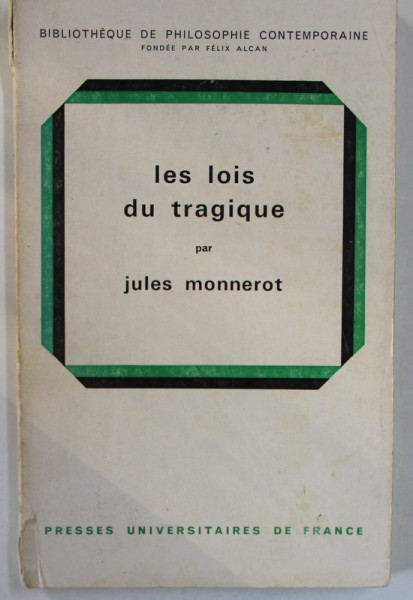 BIBLIOTHÈQUE DE PHILOSOPHIE CONTEMPORAINE
FONDÉE PAR FÉLIX ALCAN
les lois
du tragique
par
jules monnerot
PRESSES UNIVERSITAIRES DE FRANCE